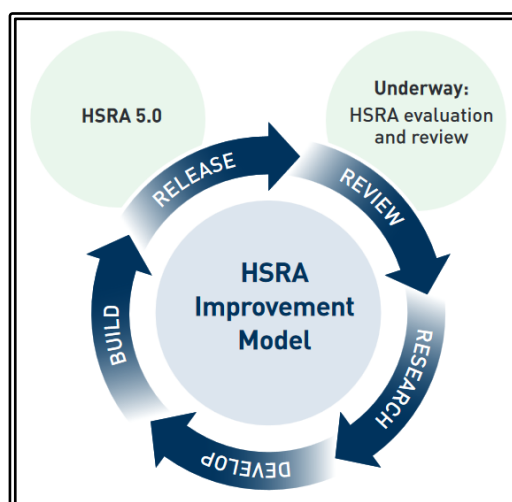 HSRA 5.0
Underway:
HSRA evaluation
and review
RELEASE
REVIEW
RESEARCH
DEVELOP
BUILD
HSRA
Improvement
Model